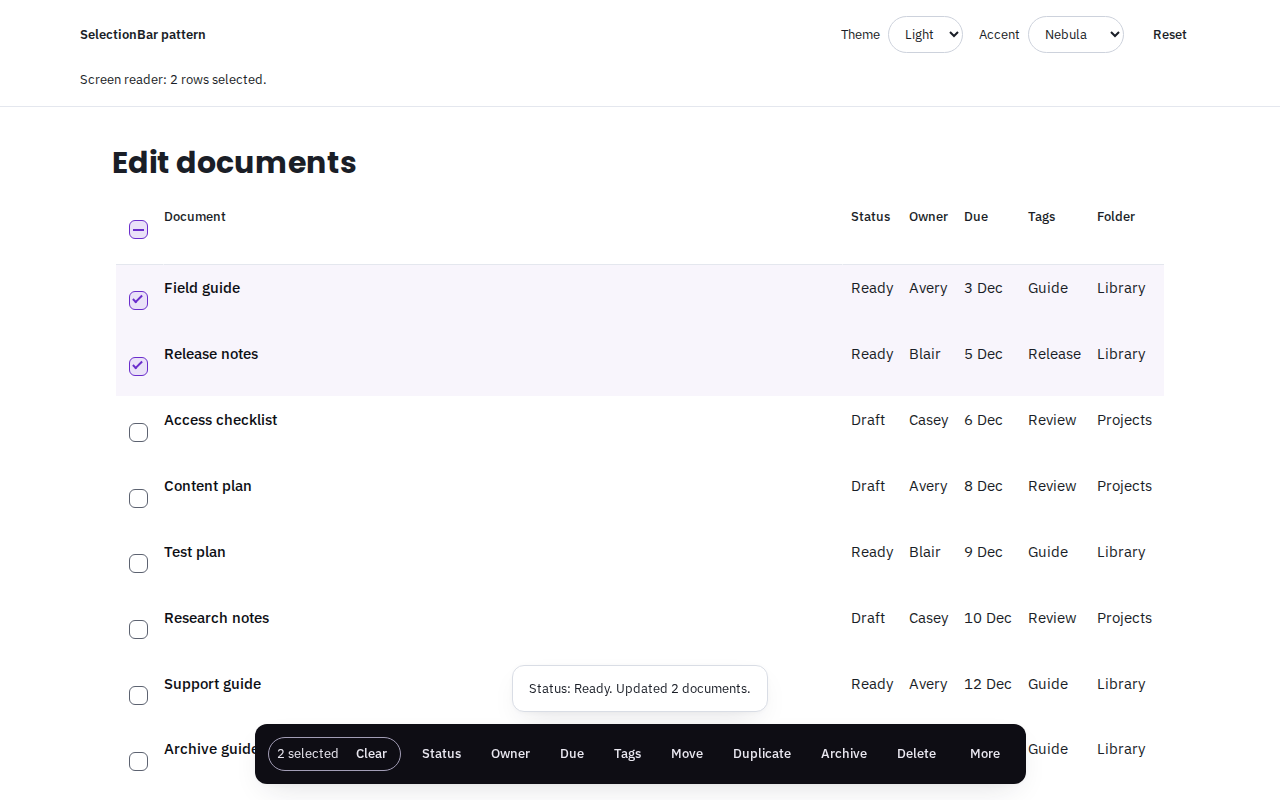 SelectionBar pattern
Theme Light Accent Nebula Reset
Screen reader: 2 rows selected.
Edit documents
Document Status Owner Due Tags Folder
Field guide Ready Avery 3 Dec Guide Library
Release notes Ready Blair 5 Dec Release Library
Access checklist Draft Casey 6 Dec Review Projects
Content plan Draft Avery 8 Dec Review Projects
Test plan Ready Blair 9 Dec Guide Library
Research notes Draft Casey 10 Dec Review Projects
Support guide Ready Avery 12 Dec Guide Library
Status: Ready. Updated 2 documents.
Archive guide Guide Library
2 selected Clear Status Owner Due Tags Move Duplicate Archive Delete More